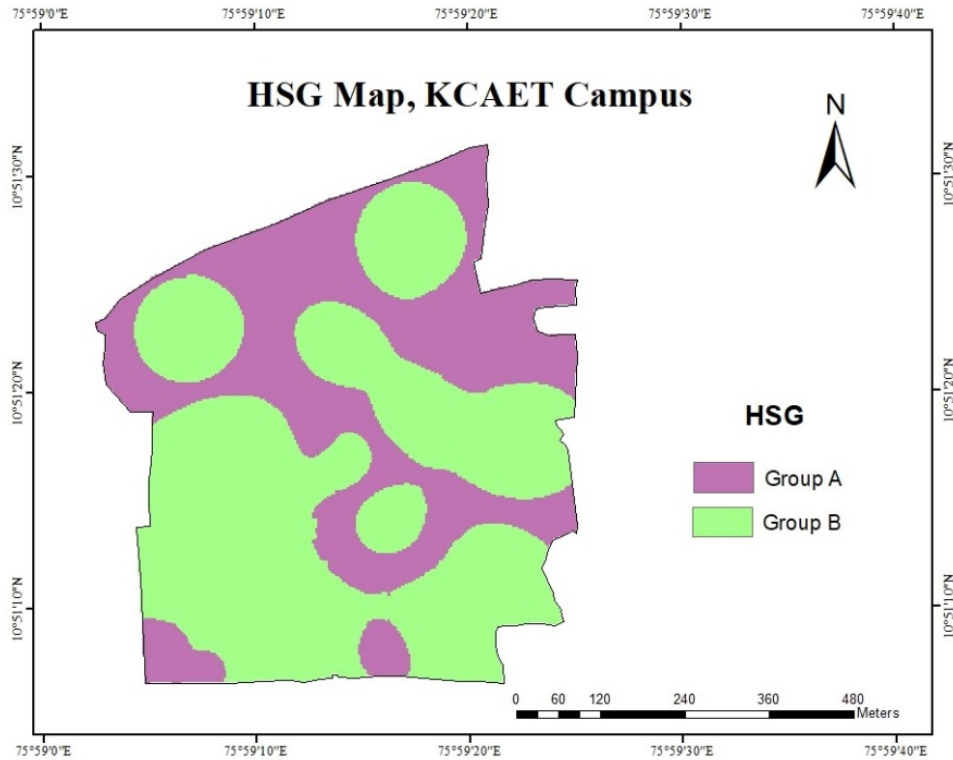 75°59'0"E 75°59'10"E 75°59'20"E 75°59'30"E 75°59'40"E
HSG Map, KCAET Campus
N
10°51'30"N 10°51'30"N
10°51'20"N 10°51'20"N
HSG
Group A
Group B
10°51'10"N 10°51'10"N
0 60 120 240 360 480
Meters
75°59'0"E 75°59'10"E 75°59'20"E 75°59'30"E 75°59'40"E